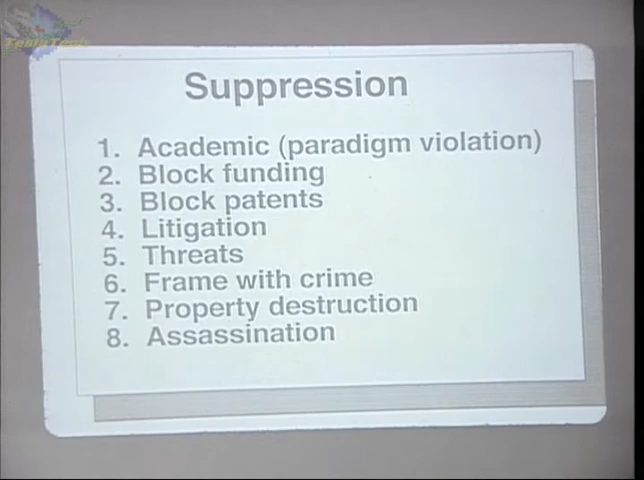 Suppression
1. Academic (paradigm violation)
2. Block funding
3. Block patents
4. Litigation
5. Threats
6. Frame with crime
7. Property destruction
8. Assassination